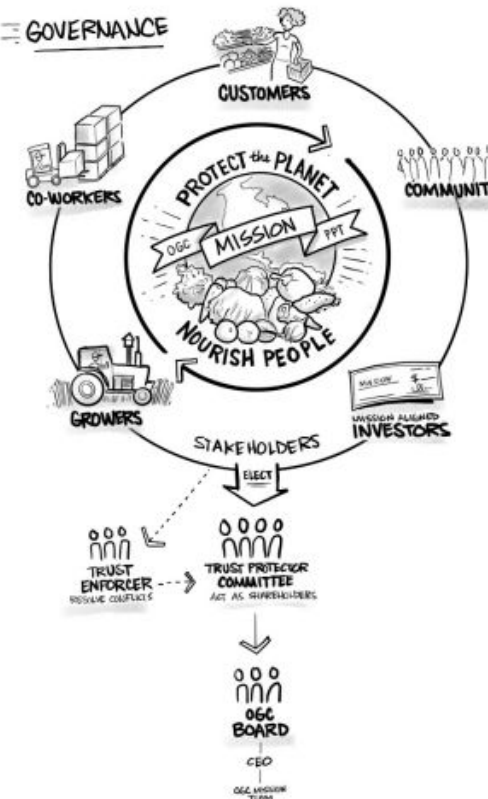 GOVERNANCE
CUSTOMERS
CO-WORKERS
COMMUNIT
PROTECT the PLANET
OGC
MISSION
PPT
NOURISH PEOPLE
GROWERS
$
MISSION ALIGNED
INVESTORS
STAKEHOLDERS
ELECT
TRUST
ENFORCER
RESOLVE CONFLICTS
TRUST PROTECTOR
COMMITTEE
ACT AS SHAREHOLDERS
OGC
BOARD
CEO
OGC MISSION
TEAM